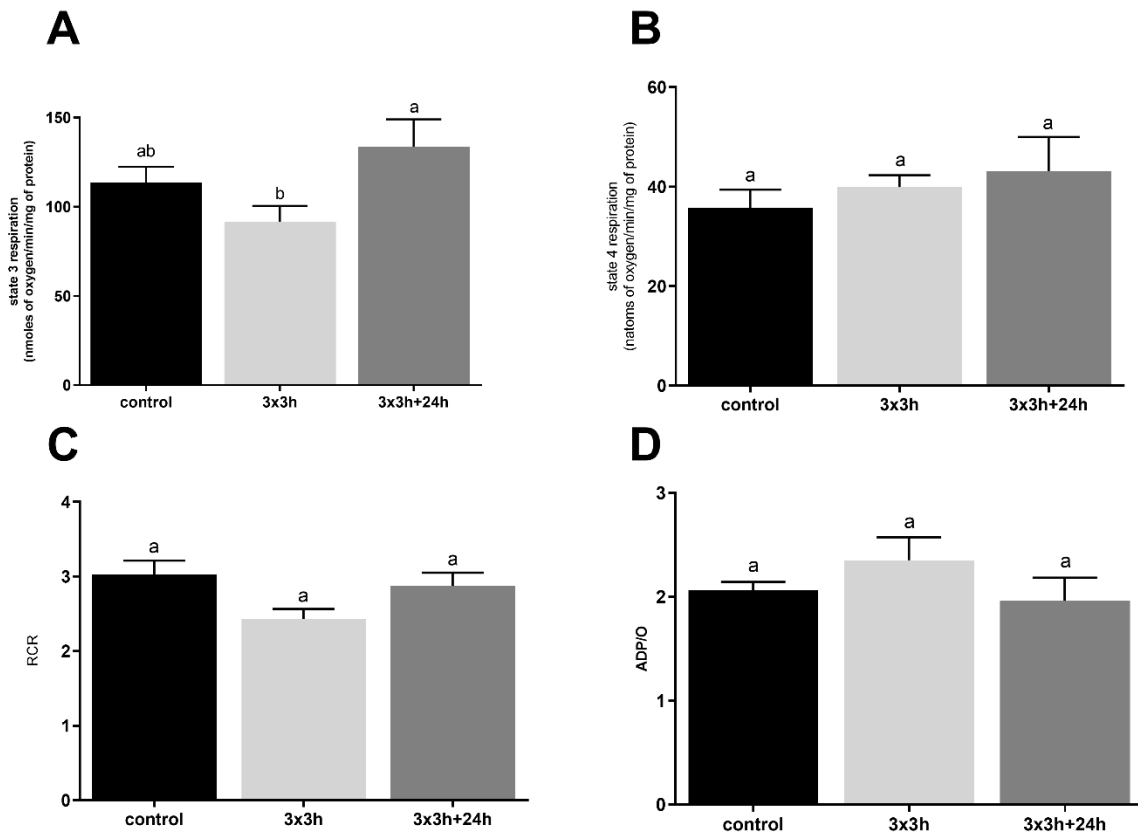 A
state 3 respiration
(nmoles of oxygen/min/mg of protein)
150
100
50
0
ab
b
a
control
3x3h
3x3h+24h
B
state 4 respiration
(natoms of oxygen/min/mg of protein)
60
40
20
0
a
a
a
control
3x3h
3x3h+24h
C
RCR
4
3
2
1
0
a
a
a
control
3x3h
3x3h+24h
D
ADP/O
3
2
1
0
a
a
a
control
3x3h
3x3h+24h